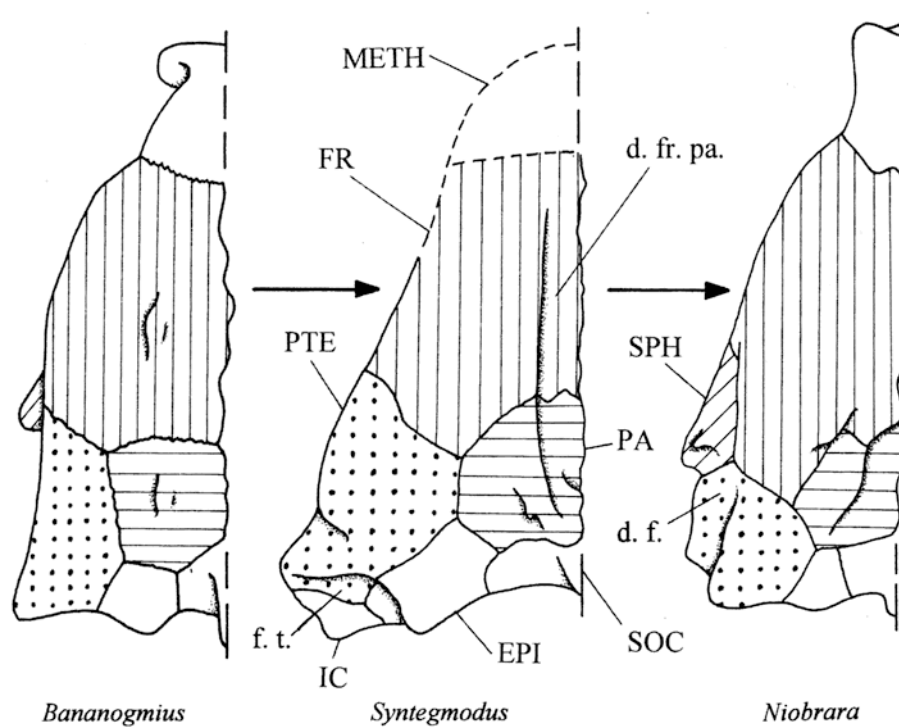 METH
d. fr. pa.
FR
PTE
SPH
PA
d. f.
f. t.
IC
EPI
SOC
Bananogmius
Syntegmodus
Niobrara